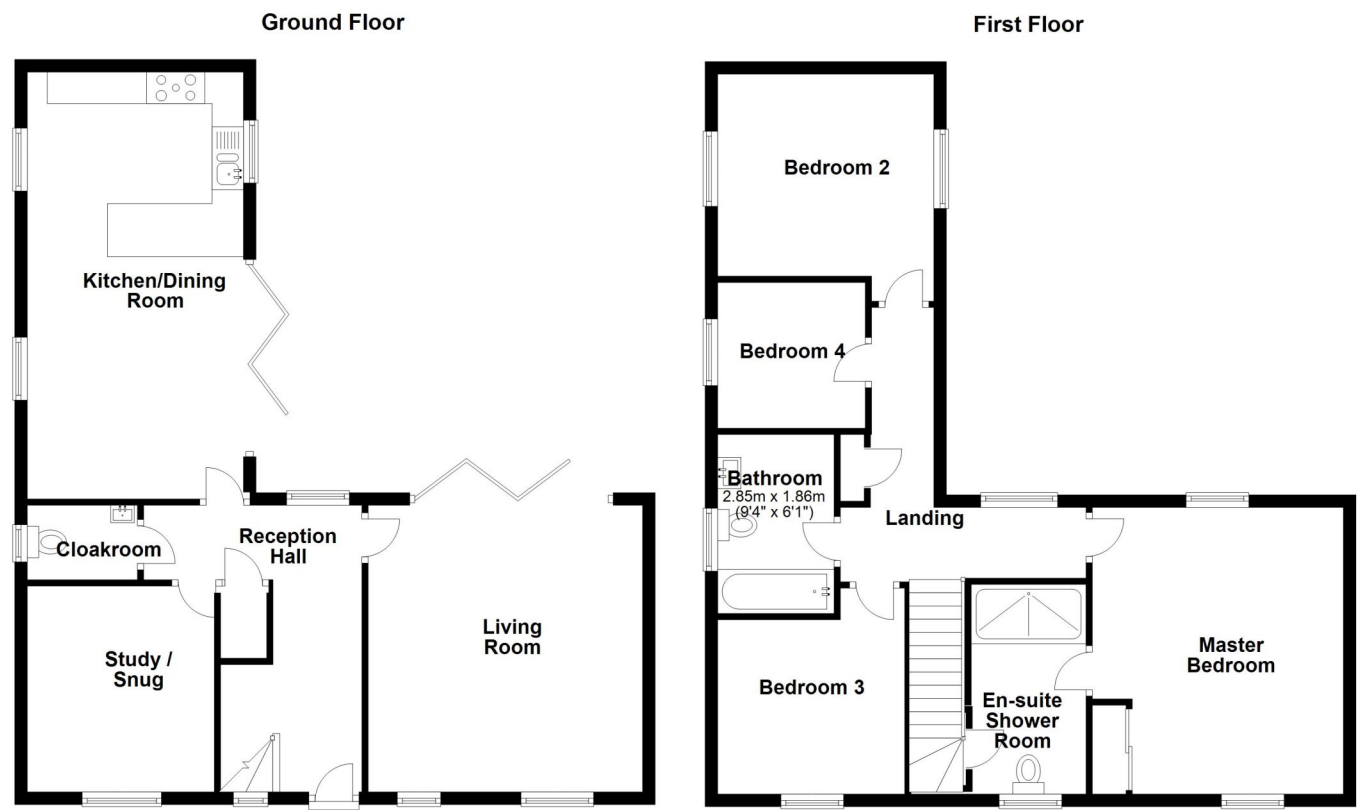 Ground Floor
Kitchen/Dining
Room
Cloakroom
Reception
Hall
Study /
Snug
Living
Room
First Floor
Bedroom 2
Bedroom 4
Bathroom
2.85m x 1.86m
(9'4" x 6'1")
Landing
Bedroom 3
En-suite
Shower
Room
Master
Bedroom